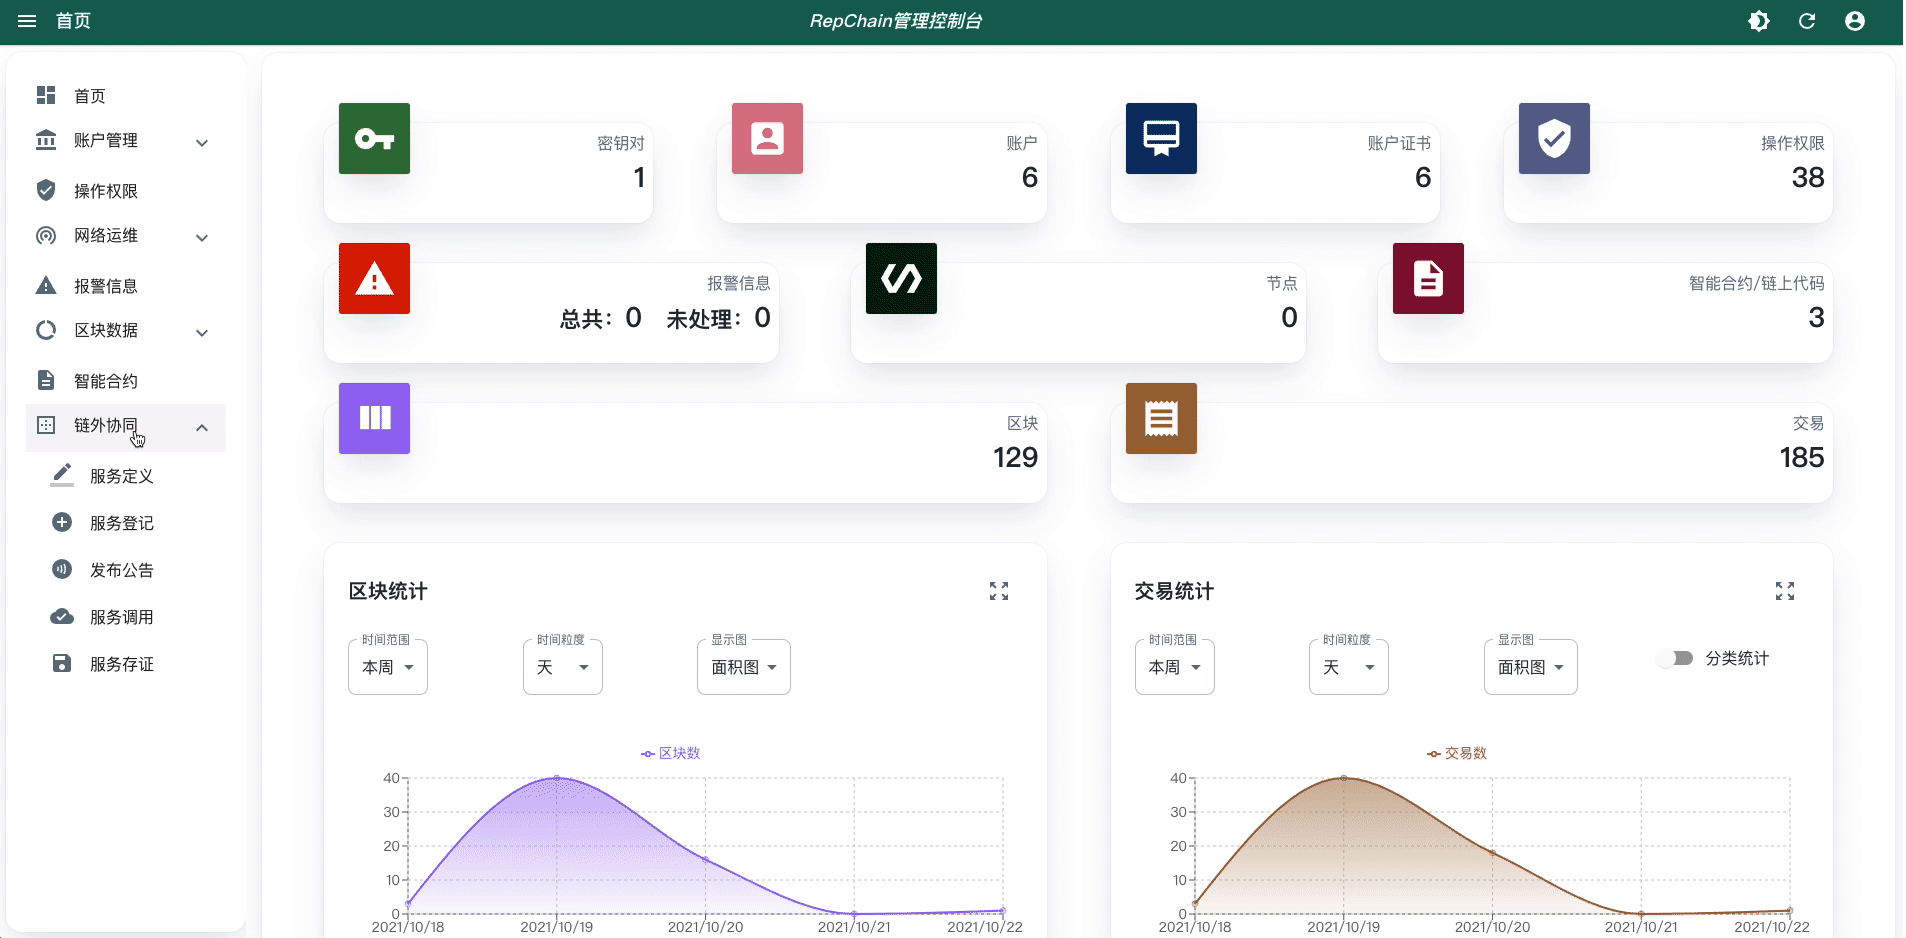 首页
RepChain管理控制台
首页
账户管理
操作权限
网络运维
报警信息
区块数据
智能合约
链外协同
服务定义
服务登记
发布公告
服务调用
服务存证
密钥对
1
账户
6
账户证书
6
操作权限
38
报警信息
总共：0 未处理：0
节点
0
智能合约/链上代码
3
区块
129
交易
185
区块统计
时间范围
本周
时间粒度
天
显示图
面积图
区块数
40
30
20
10
0
2021/10/18 2021/10/19 2021/10/20 2021/10/21 2021/10/22
交易统计
时间范围
本周
时间粒度
天
显示图
面积图
分类统计
交易数
40
30
20
10
0
2021/10/18 2021/10/19 2021/10/20 2021/10/21 2021/10/22